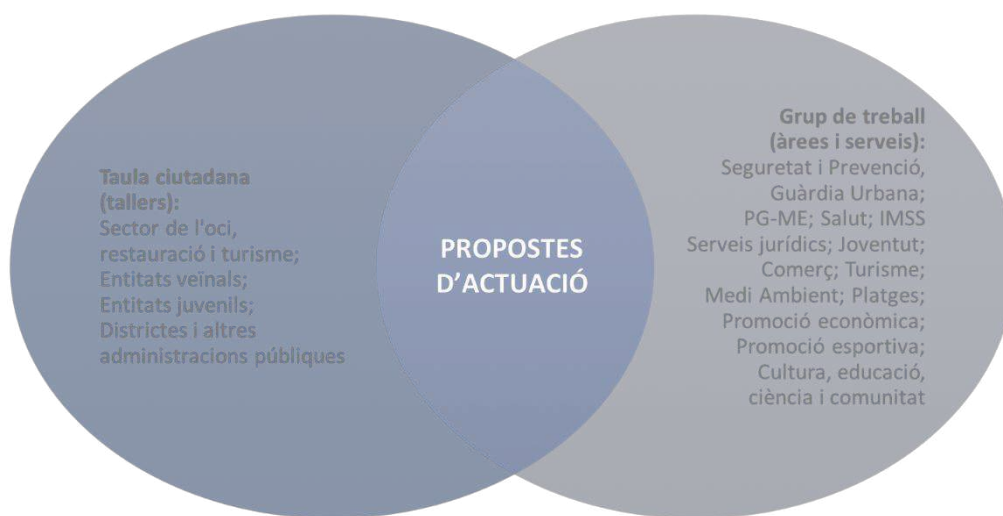 Taula ciutadana
(tallers):
Sector de l'oci,
restauració i turisme;
Entitats veïnals;
Entitats juvenils;
Districtes i altres
administracions públiques
PROPOSTES
D'ACTUACIÓ
Grup de treball
(àrees i serveis):
Seguretat i Prevenció,
Guàrdia Urbana;
PG-ME; Salut; IMSS
Serveis jurídics; Joventut;
Comerç; Turisme;
Medi Ambient; Platges;
Promoció econòmica;
Promoció esportiva;
Cultura, educació,
ciència i comunitat